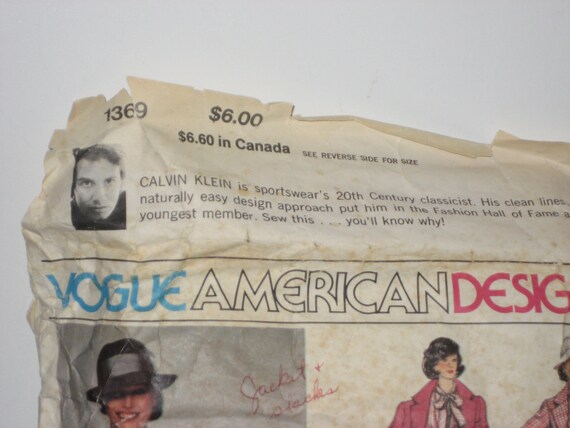 1369 $6.00
$6.60 in Canada SEE REVERSE SIDE FOR SIZE
CALVIN KLEIN is sportswear's 20th Century classicist. His clean lines,
naturally easy design approach put him in the Fashion Hall of Fame a
youngest member. Sew this . . . you'll know why!
VOGUE AMERICAN DESIG
Jacket +
slacks